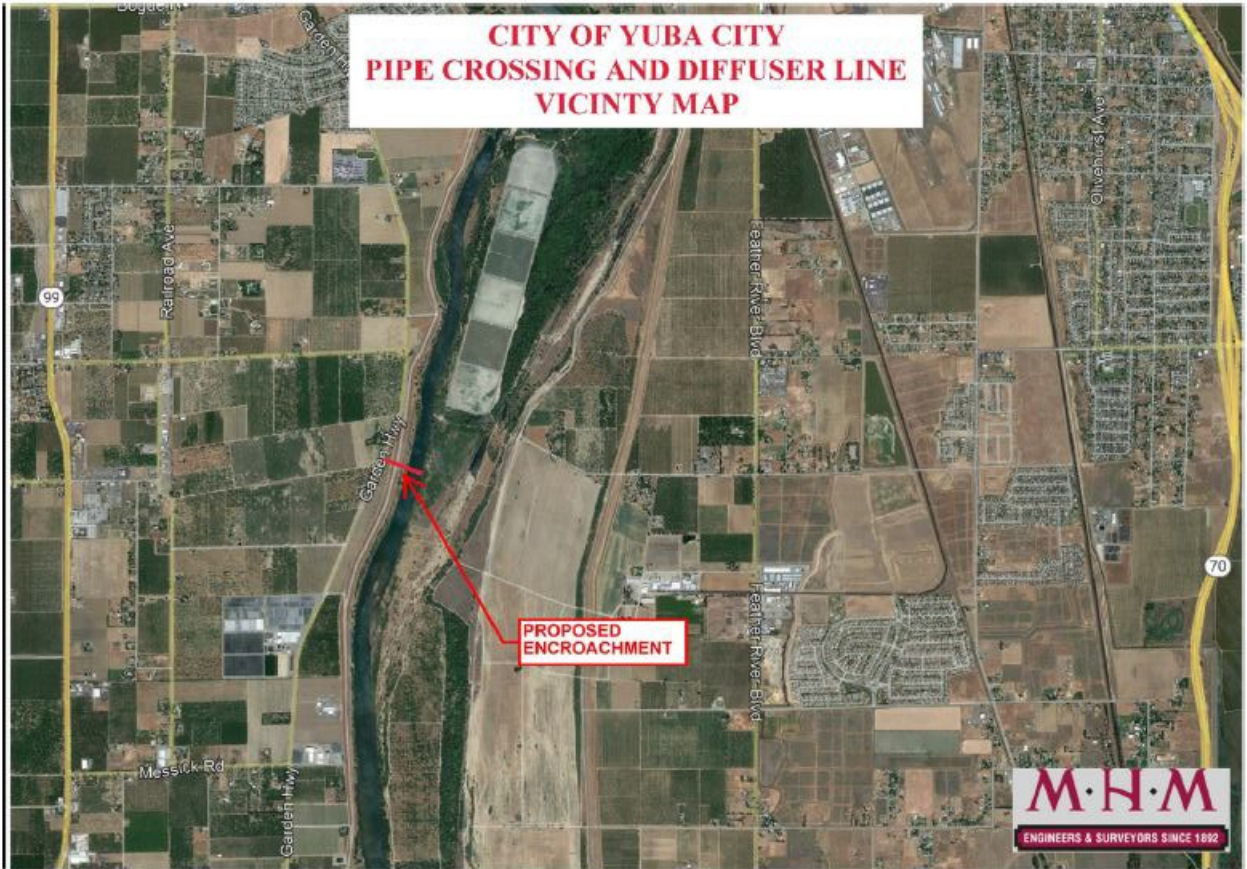 CITY OF YUBA CITY
PIPE CROSSING AND DIFFUSER LINE
VICINTY MAP
Garden Hwy
Olivehurst Ave
Railroad Ave
Feather River Blvd
99
Garden Hwy
70
PROPOSED
ENCROACHMENT
Feather River Blvd
Messick Rd
Garden Hwy
M·H·M
ENGINEERS & SURVEYORS SINCE 1892